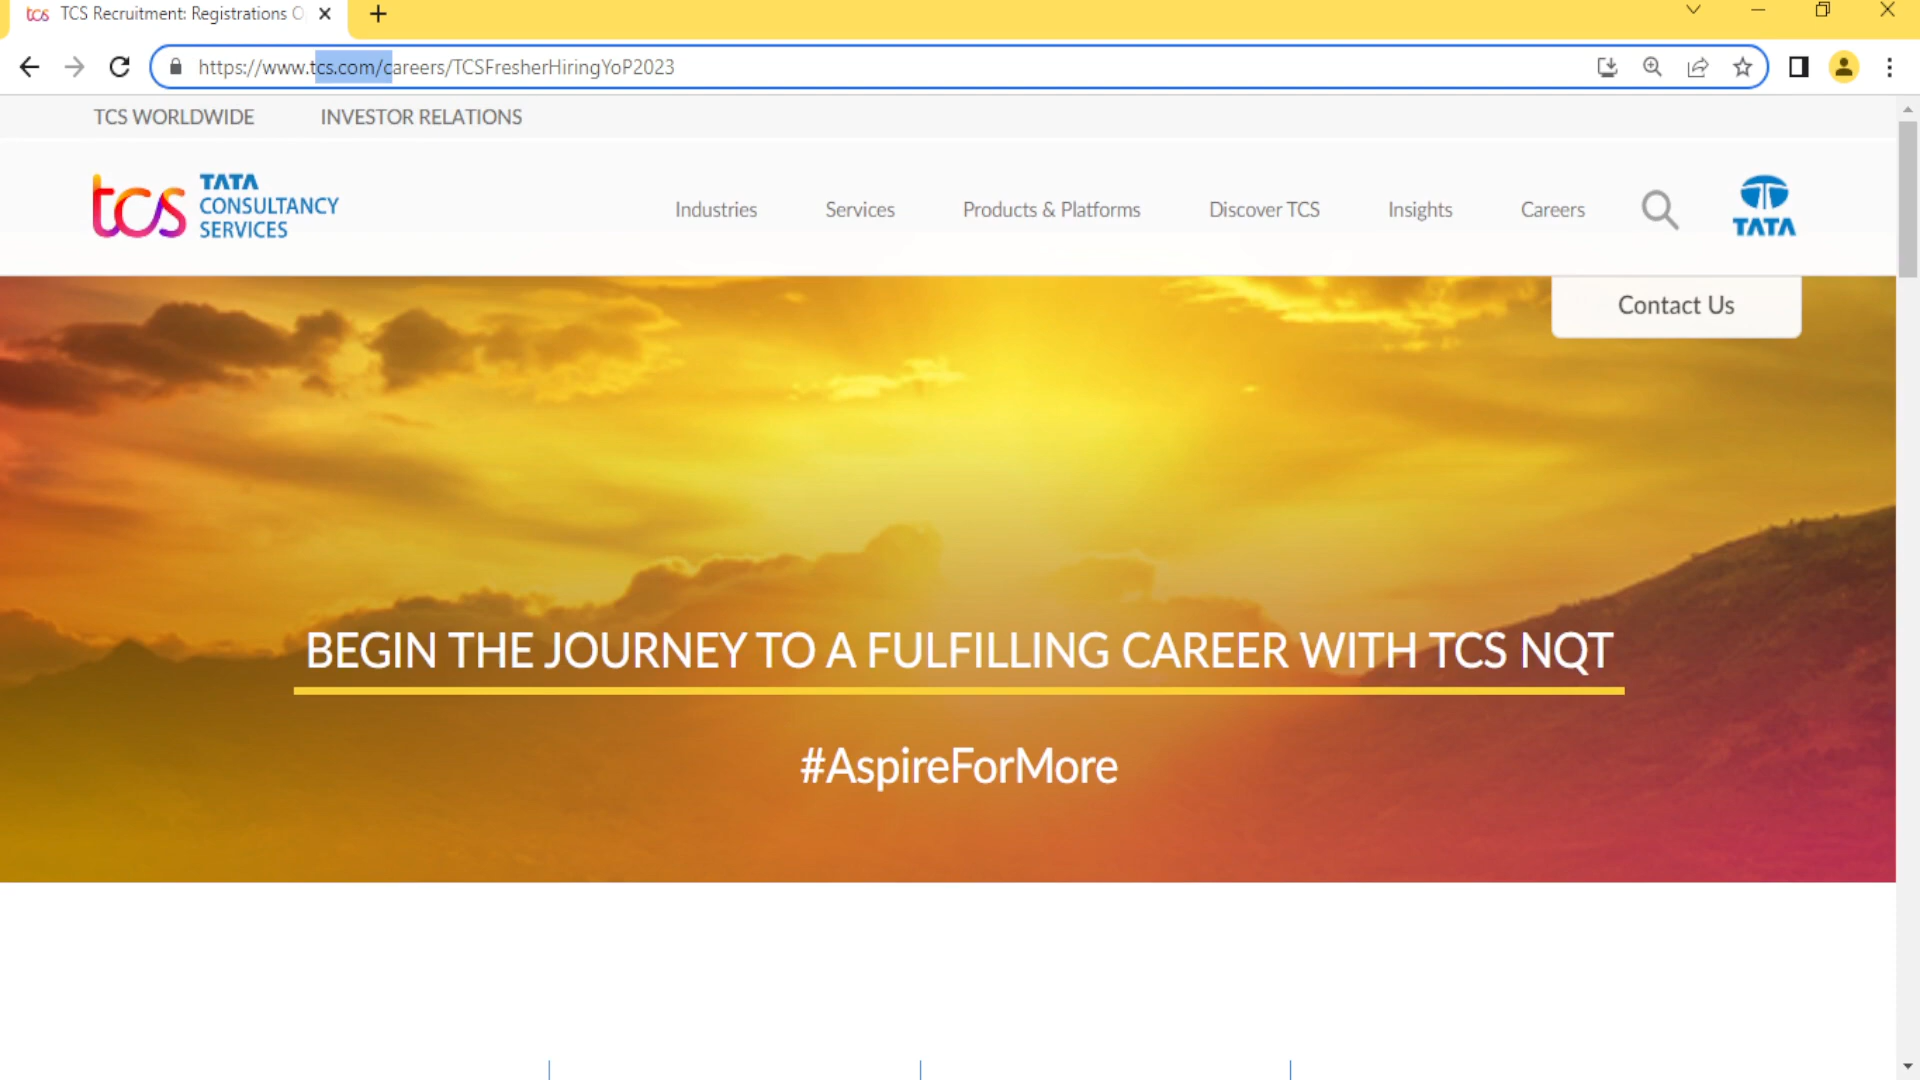 tcs TCS Recruitment: Registrations O
https://www.tcs.com/careers/TCSFresherHiringYoP2023
TCS WORLDWIDE INVESTOR RELATIONS
tcs TATA CONSULTANCY SERVICES
Industries Services Products & Platforms Discover TCS Insights Careers
TATA
Contact Us
BEGIN THE JOURNEY TO A FULFILLING CAREER WITH TCS NQT
#AspireForMore